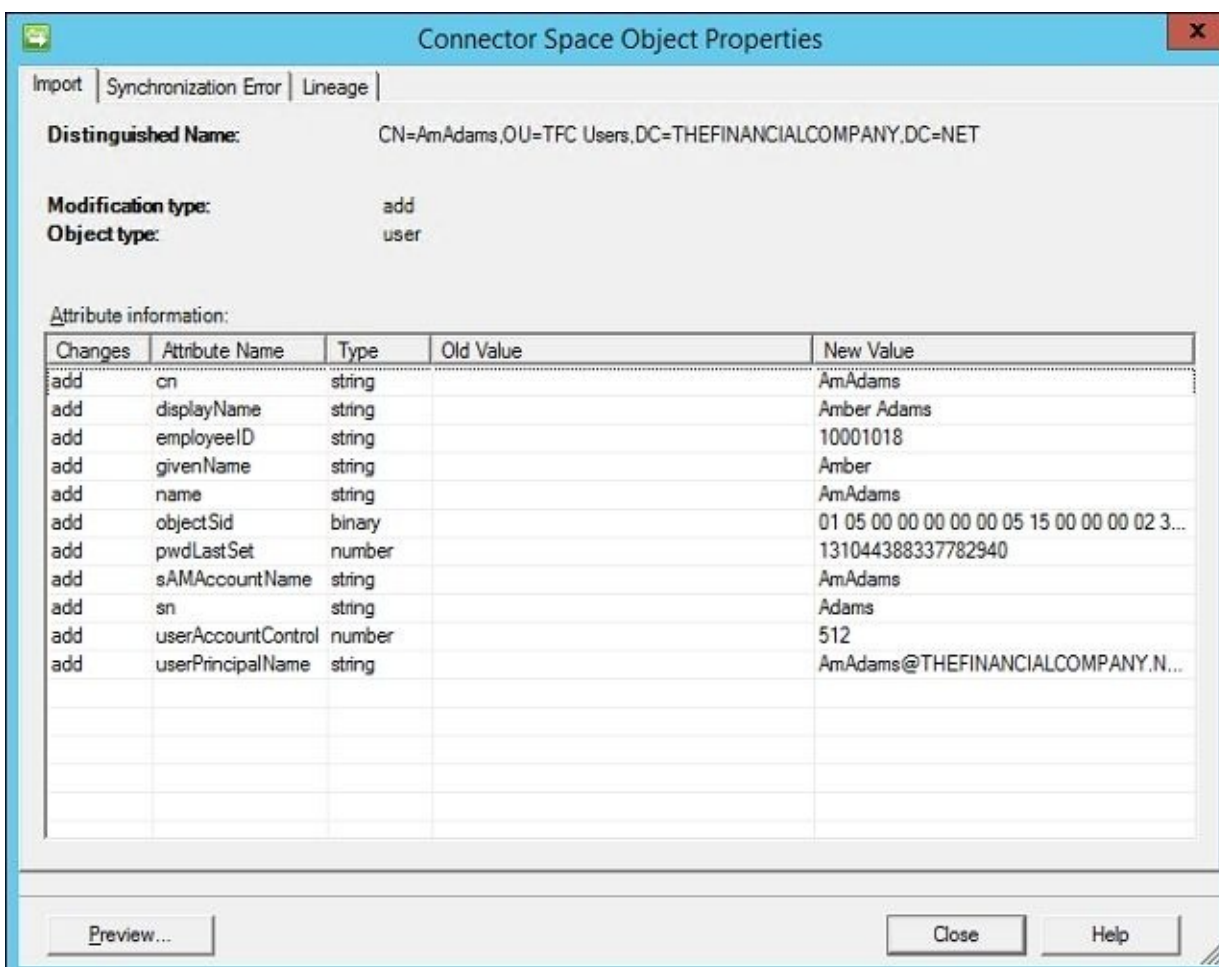 Connector Space Object Properties
x
Import Synchronization Error Lineage
Distinguished Name: CN=AmAdams,OU=TFC Users,DC=THEFINANCIALCOMPANY,DC=NET
Modification type: add
Object type: user
Attribute information:
Changes Attribute Name Type Old Value New Value
add cn string AmAdams
add displayName string Amber Adams
add employeeID string 10001018
add givenName string Amber
add name string AmAdams
add objectSid binary 01 05 00 00 00 00 00 05 15 00 00 00 02 3...
add pwdLastSet number 131044388337782940
add sAMAccountName string AmAdams
add sn string Adams
add userAccountControl number 512
add userPrincipalName string AmAdams@THEFINANCIALCOMPANY.N...
Preview... Close Help